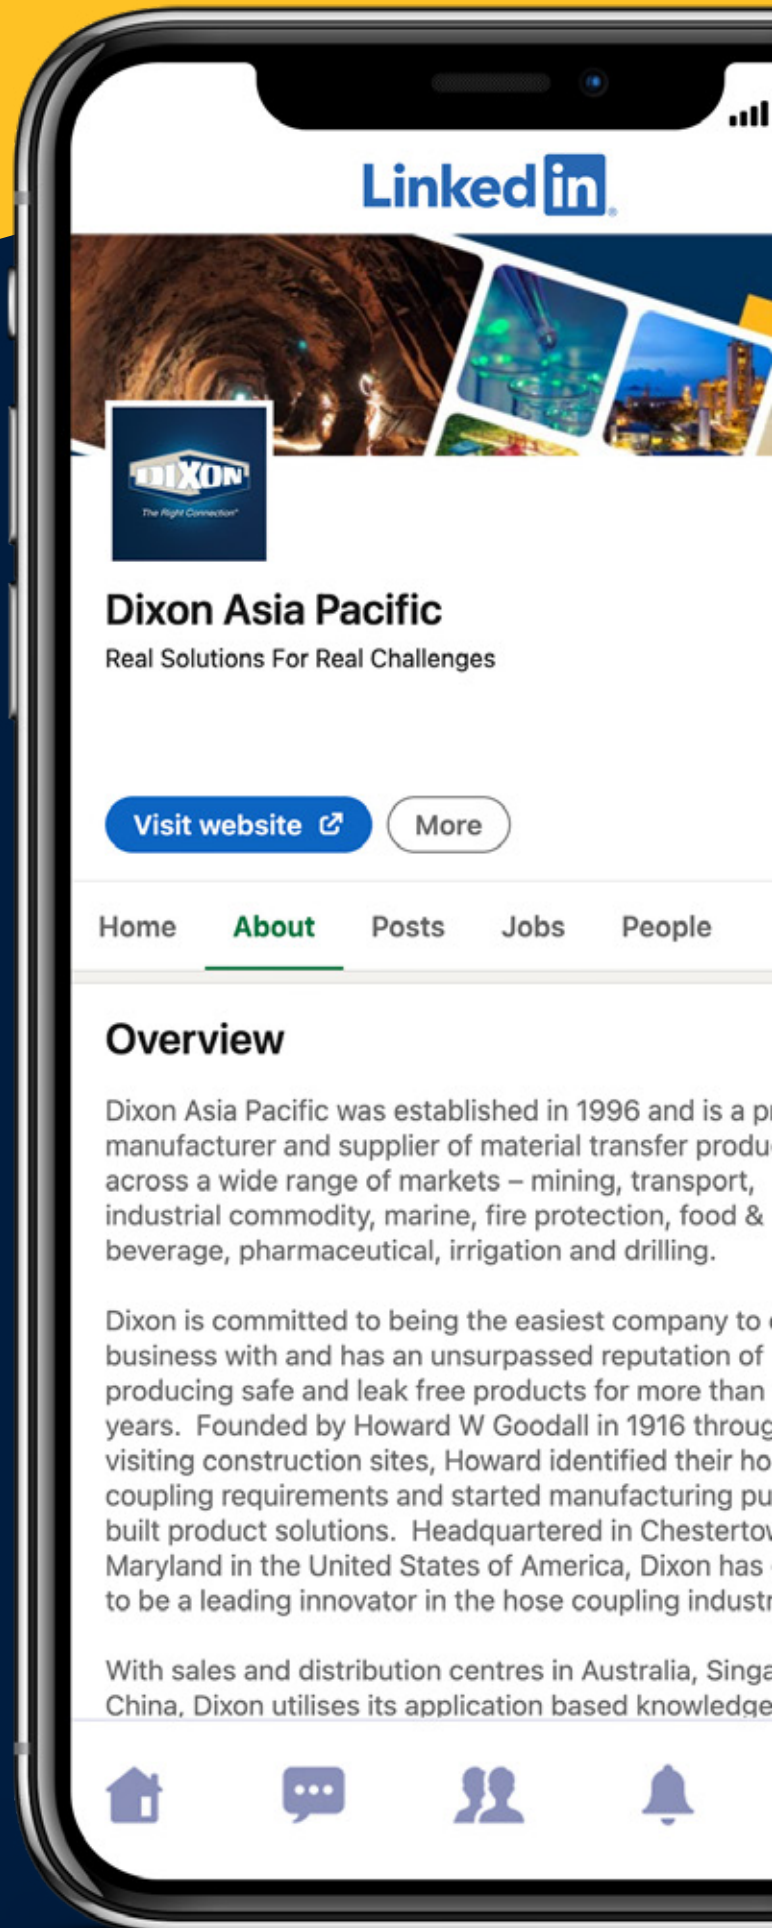 Linked in
DIXON
The Right Connection®
Dixon Asia Pacific
Real Solutions For Real Challenges
Visit website
More
Home About Posts Jobs People
Overview
Dixon Asia Pacific was established in 1996 and is a
manufacturer and supplier of material transfer
across a wide range of markets – mining, transport,
industrial commodity, marine, fire protection, food &
beverage, pharmaceutical, irrigation and drilling.
Dixon is committed to being the easiest company to
business with and has an unsurpassed reputation of
producing safe and leak free products for more than
years. Founded by Howard W Goodall in 1916
visiting construction sites, Howard identified their
coupling requirements and started manufacturing
built product solutions. Headquartered in
Maryland in the United States of America, Dixon has
to be a leading innovator in the hose coupling
With sales and distribution centres in Australia,
China, Dixon utilises its application based knowledge